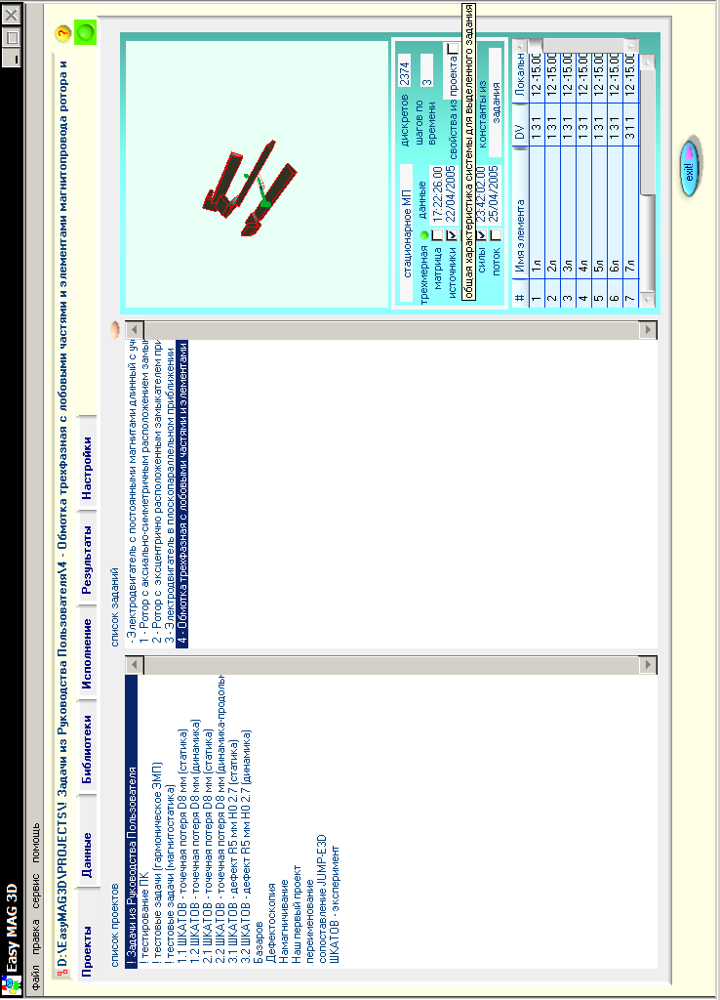 Easy MAG 3D
файл правка сервис помощь
D:\EasyMAG3D\PROJECTS\! Задачи из Руководства Пользователя\4 - Обмотка трехфазная с лобовыми частями и элементами магнитопровода ротора и
Проекты Данные Библиотеки Исполнение Результаты Настройки
список проектов
! Задачи из Руководства Пользователя
! тестирование ПК
! тестовые задачи (гармоническое ЭМП)
! тестовые задачи (магнитостатика)
1.1 ШКАТОВ - точечная потеря D8 мм (статика)
1.2 ШКАТОВ - точечная потеря D8 мм (динамика)
2.1 ШКАТОВ - точечная потеря D8 мм (статика)
2.2 ШКАТОВ - точечная потеря D8 мм (динамика-продольн
3.1 ШКАТОВ - дефект R5 мм H0 2.7 (статика)
3.2 ШКАТОВ - дефект R5 мм H0 2.7 (динамика)
Базаров
Дефектоскопия
Намагничивание
Наш первый проект
переименование
сопоставление JUMP-E3D
ШКАТОВ - эксперимент
список заданий
- Электродвигатель с постоянными магнитами длинный с уч
1 - Ротор с аксиально-симметричным расположением замы
2 - Ротор с эксцентрично расположенным замыкателем при
3 - Электродвигатель в плоскопараллельном приближении
4 - Обмотка трехфазная с лобовыми частями и элементами
?
стационарное МП дискретов 2374
трехмерная данные шагов по времени 3
матрица 17:22:26.00
источники 22/04/2005 свойства из проекта
общая характеристика системы для выделенного задания
силы 23:42:02.00 константы из задания
поток 25/04/2005
# Имя элемента DV Локальн
1 1л 1 3 1 12 -15.00
2 2л 1 3 1 12 -15.00
3 3л 1 3 1 12 -15.00
4 4л 1 3 1 12 -15.00
5 5л 1 3 1 12 -15.00
6 6л 1 3 1 12 -15.00
7 7л 3 1 1 12 -15.00
exit!